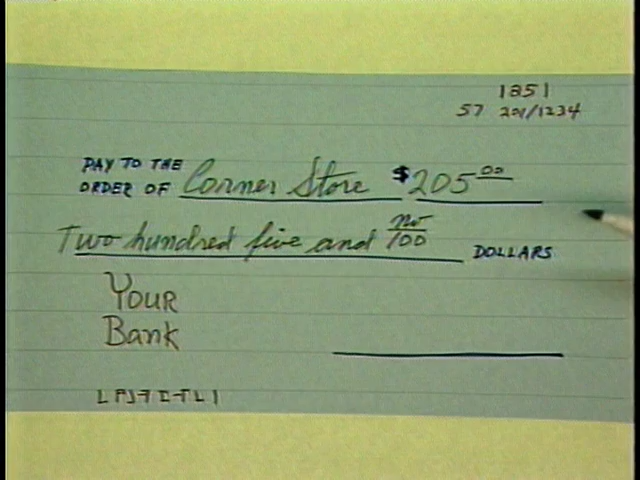 1851
57 201/1234
PAY TO THE
ORDER OF Corner Store $205 00
Two hundred five and no/100 DOLLARS
YOUR
Bank